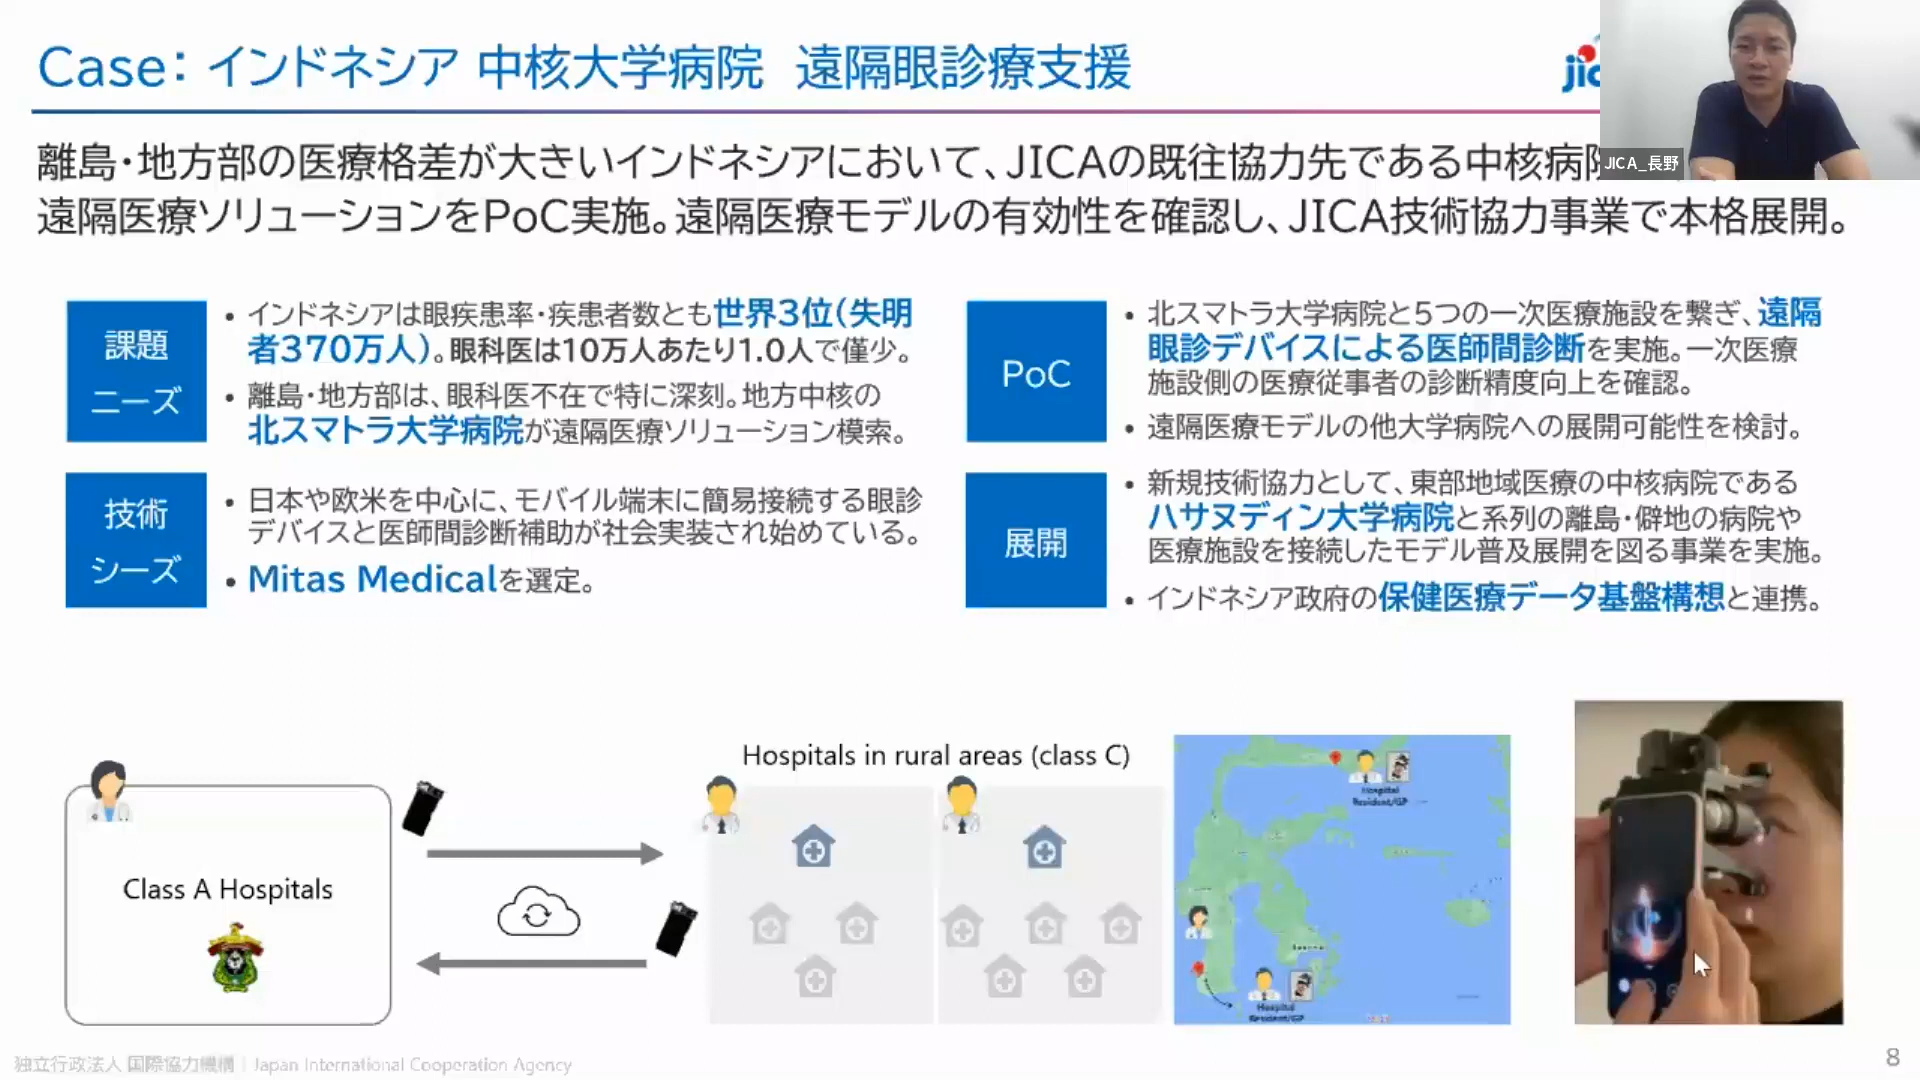 Case: インドネシア 中核大学病院 遠隔眼診療支援
JICA_長野
離島・地方部の医療格差が大きいインドネシアにおいて、JICAの既往協力先である中核病
遠隔医療ソリューションをPoC実施。遠隔医療モデルの有効性を確認し、JICA技術協力事業で本格展開。
課題
ニーズ
• インドネシアは眼疾患率・疾患者数とも世界3位(失明
者370万人)。眼科医は10万人あたり1.0人で僅少。
• 離島・地方部は、眼科医不在で特に深刻。地方中核の
北スマトラ大学病院が遠隔医療ソリューション模索。
技術
シーズ
• 日本や欧米を中心に、モバイル端末に簡易接続する眼診
デバイスと医師間診断補助が社会実装され始めている。
• Mitas Medicalを選定。
PoC
• 北スマトラ大学病院と5つの一次医療施設を繋ぎ、遠隔
眼診デバイスによる医師間診断を実施。一次医療
施設側の医療従事者の診断精度向上を確認。
• 遠隔医療モデルの他大学病院への展開可能性を検討。
展開
• 新規技術協力として、東部地域医療の中核病院である
ハサヌディン大学病院と系列の離島・僻地の病院や
医療施設を接続したモデル普及展開を図る事業を実施。
• インドネシア政府の保健医療データ基盤構想と連携。
Class A Hospitals
Hospitals in rural areas (class C)
Hospital
Resident/GP
Hospital
Resident/GP
独立行政法人 国際協力機構 | Japan International Cooperation Agency
8